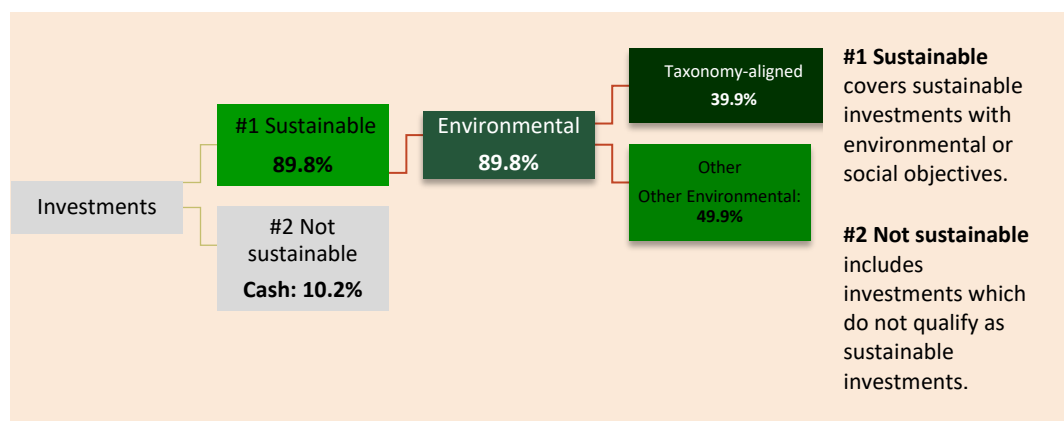 Investments
#1 Sustainable
89.8%
#2 Not
sustainable
Cash: 10.2%
Environmental
89.8%
Taxonomy-aligned
39.9%
Other
Other Environmental:
49.9%
#1 Sustainable
covers sustainable
investments with
environmental or
social objectives.
#2 Not sustainable
includes
investments which
do not qualify as
sustainable
investments.